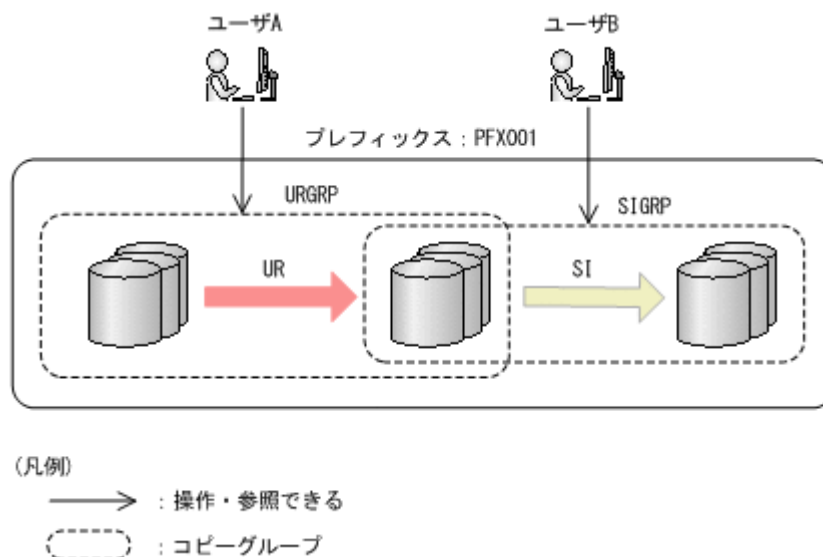 ユーザA
ユーザB
プレフィックス：PFX001
URGRP
SIGRP
UR
SI
(凡例)
：操作・参照できる
：コピーグループ